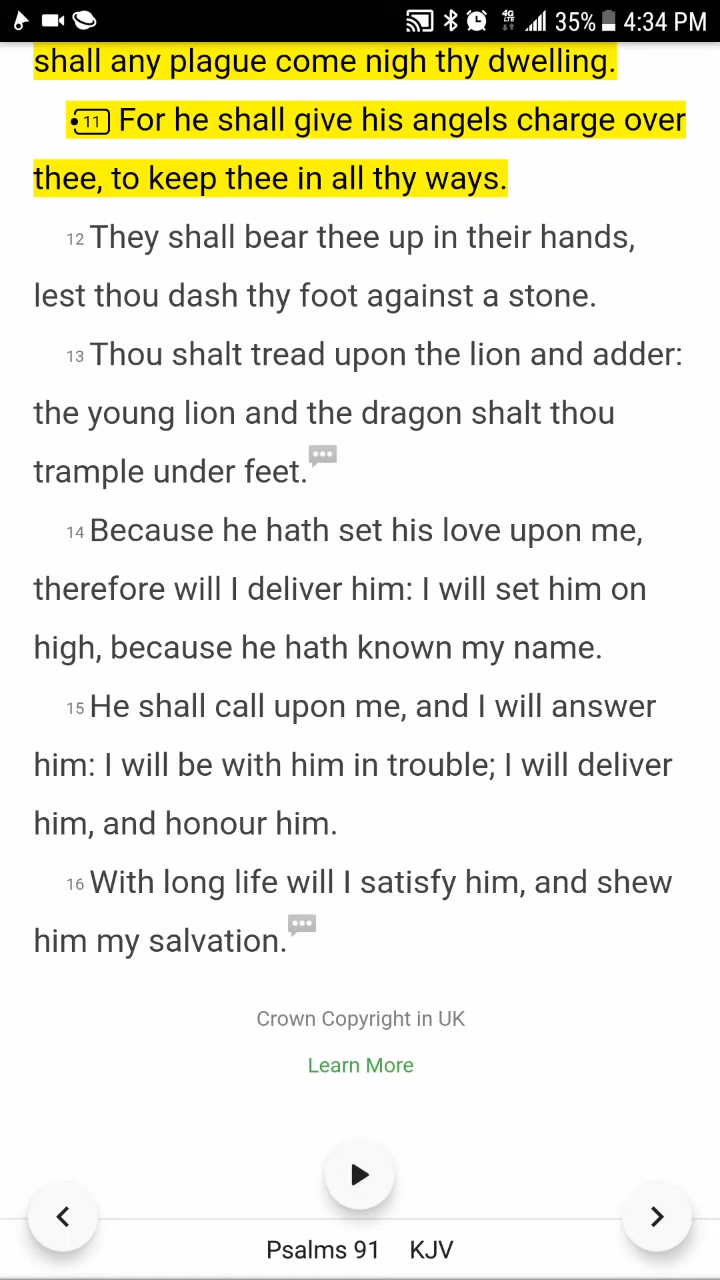 35% 4:34 PM
shall any plague come nigh thy dwelling.
11 For he shall give his angels charge over
thee, to keep thee in all thy ways.
12 They shall bear thee up in their hands,
lest thou dash thy foot against a stone.
13 Thou shalt tread upon the lion and adder:
the young lion and the dragon shalt thou
trample under feet.
14 Because he hath set his love upon me,
therefore will I deliver him: I will set him on
high, because he hath known my name.
15 He shall call upon me, and I will answer
him: I will be with him in trouble; I will deliver
him, and honour him.
16 With long life will I satisfy him, and shew
him my salvation.
Crown Copyright in UK
Learn More
Psalms 91 KJV